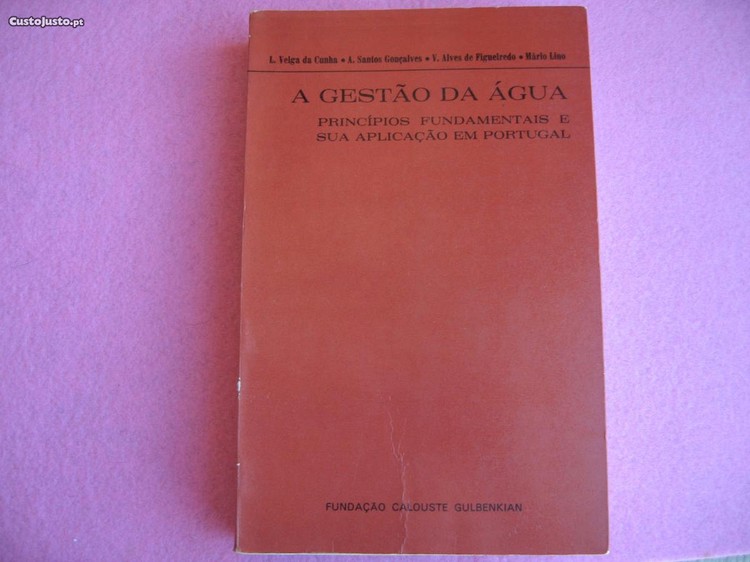 CustoJusto.pt
L. Veiga da Cunha • A. Santos Gonçalves • V. Alves de Figueiredo • Mário Lino
A GESTÃO DA ÁGUA
PRINCÍPIOS FUNDAMENTAIS E
SUA APLICAÇÃO EM PORTUGAL
FUNDAÇÃO CALOUSTE GULBENKIAN